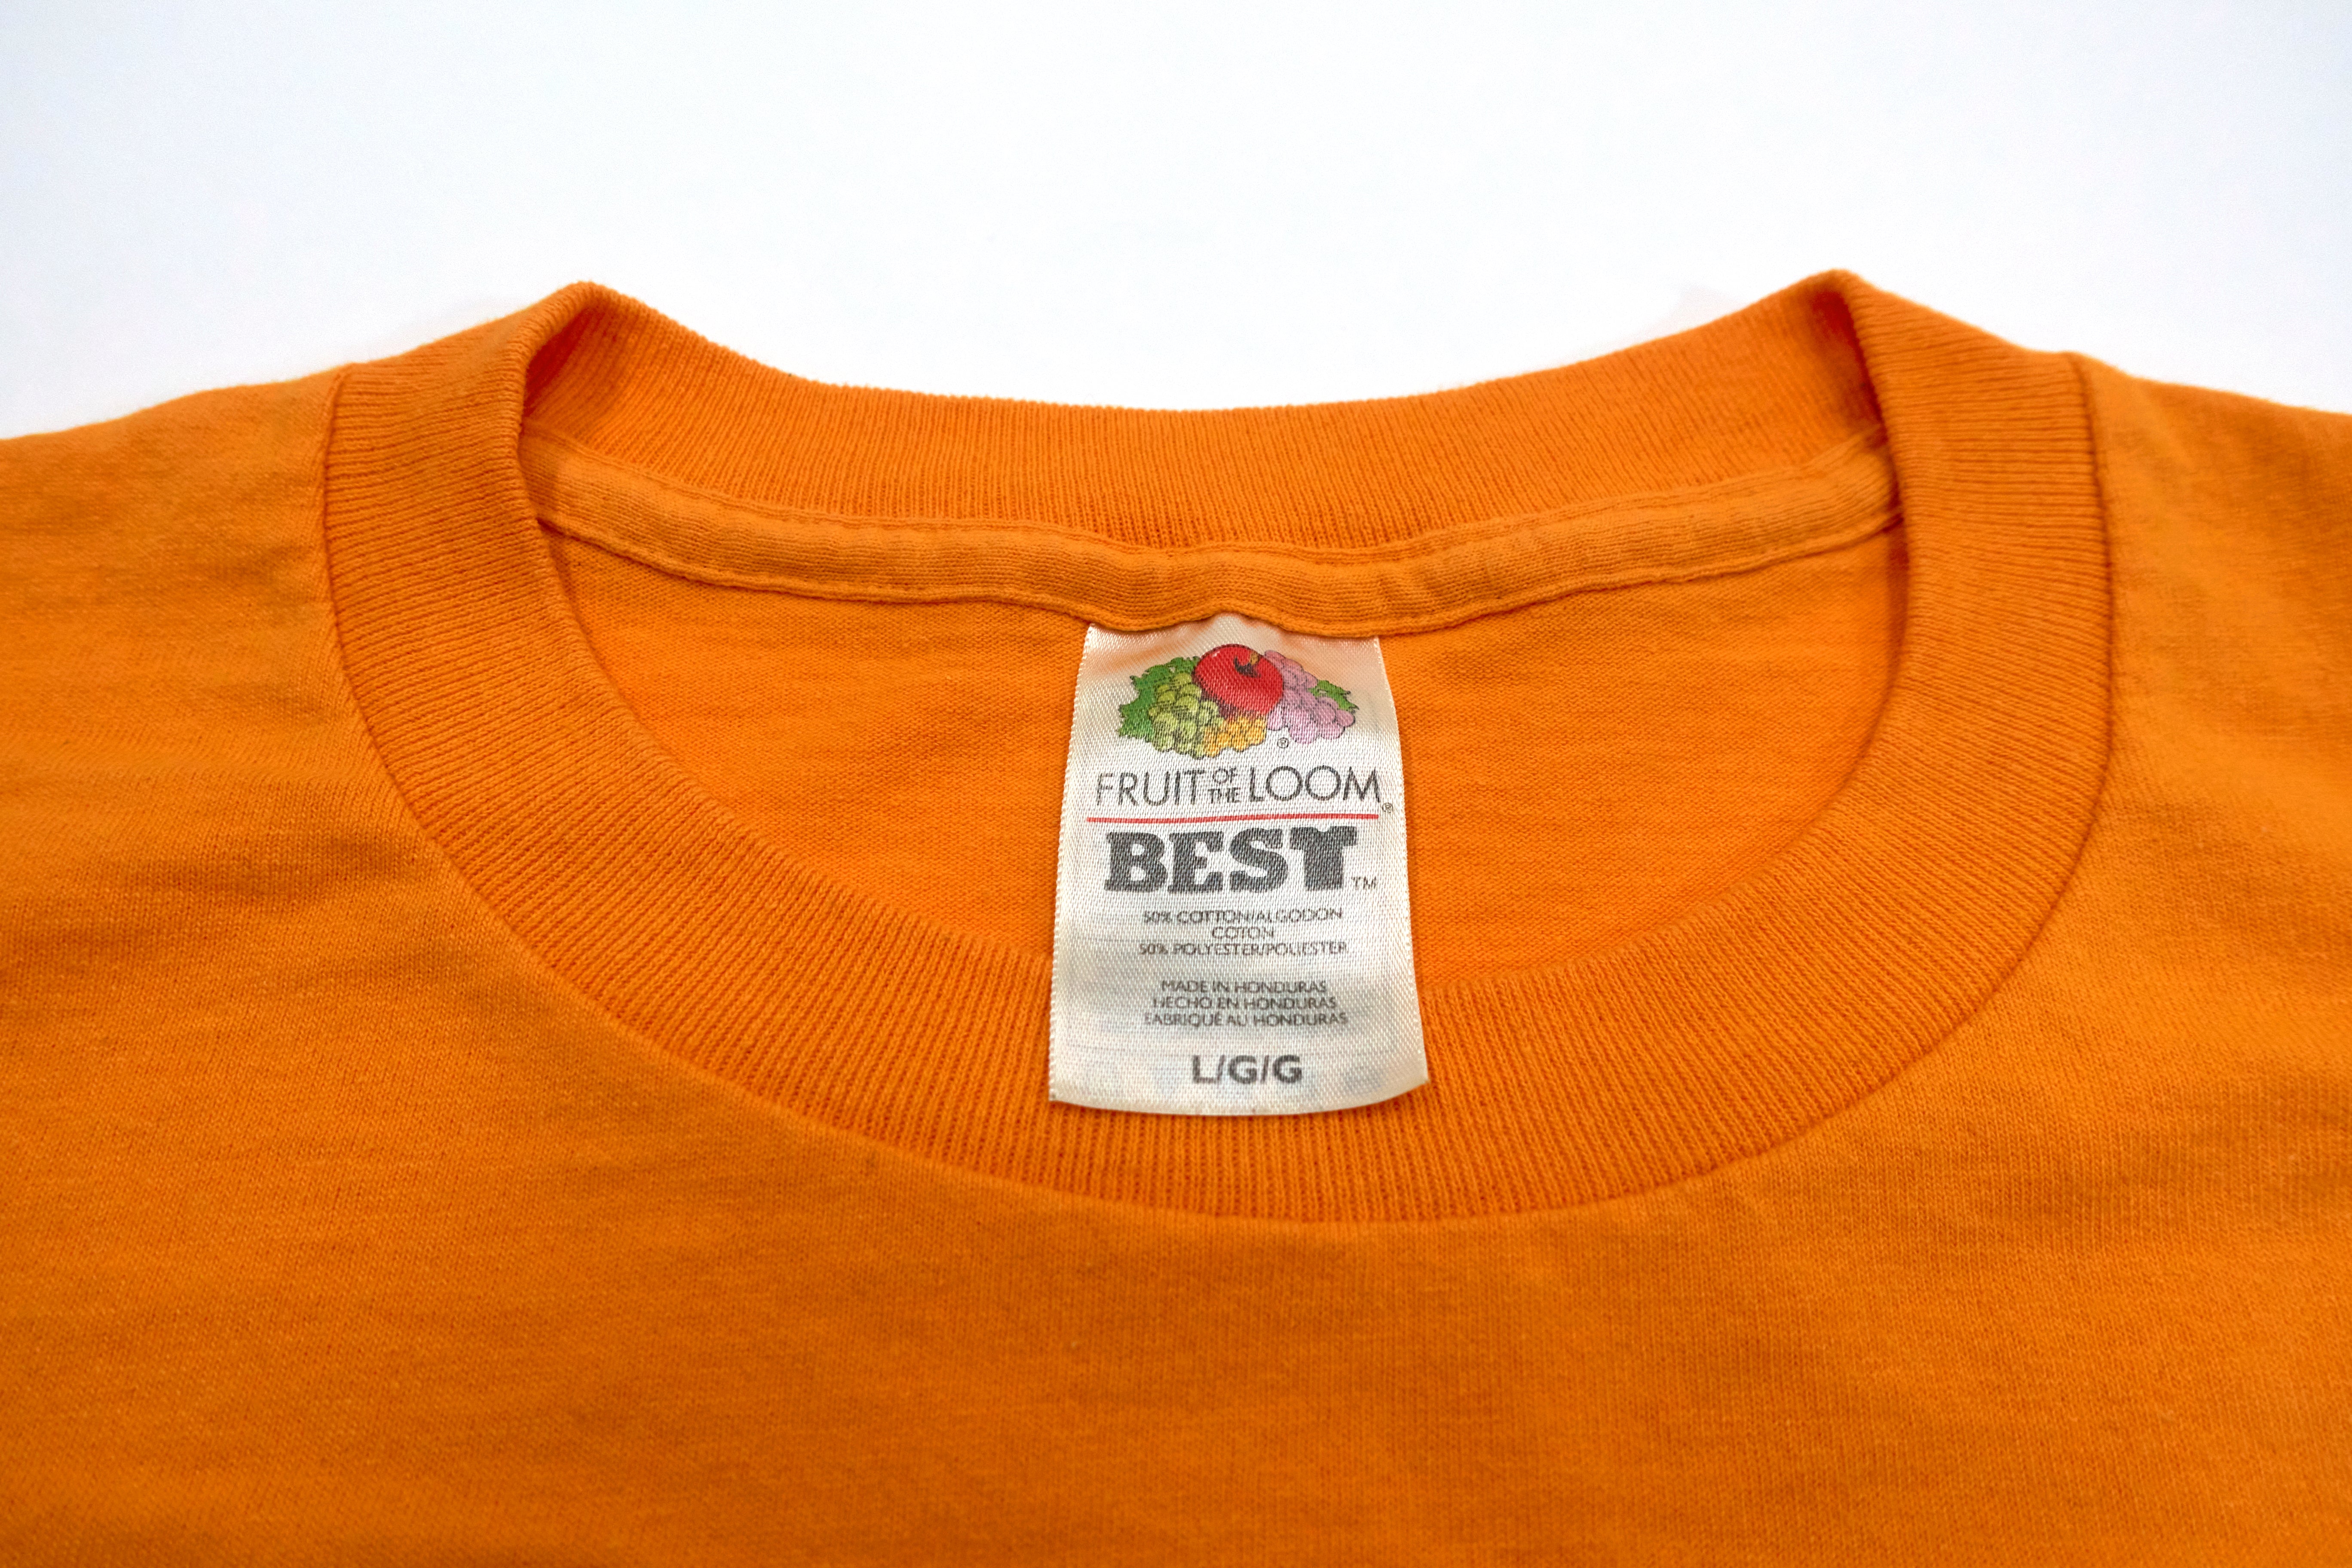 ®
FRUIT OF THE LOOM®
BEST™
50% COTTON/ALGODON
COTON
50% POLYESTER/POLIESTER
MADE IN HONDURAS
HECHO EN HONDURAS
FABRIQUÉ AU HONDURAS
L/G/G